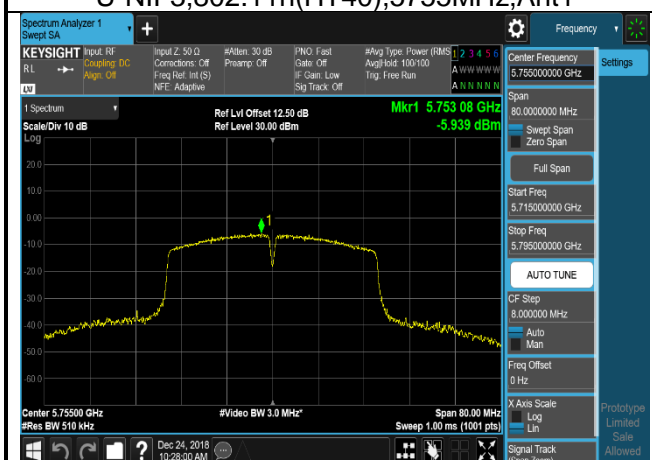 U-NII 3,802.11n(HT40),5755MHz,Ant1
Spectrum Analyzer 1
Swept SA
Frequency
KEYSIGHT
RL
LV
Input: RF
Coupling: DC
Align: Off
Input Z: 50 Ω
Corrections: Off
Freq Ref: Int (S)
NFE: Adaptive
#Atten: 30 dB
Preamp: Off
PNO: Fast
Gate: Off
IF Gain: Low
Sig Track: Off
#Avg Type: Power (RMS
Avg|Hold: 100/100
Trig: Free Run
1 2 3 4 5 6
A W W W W W
A N N N N N
1 Spectrum
Scale/Div 10 dB
Log
Ref Lvl Offset 12.50 dB
Ref Level 30.00 dBm
Mkr1 5.753 08 GHz
-5.939 dBm
20.0
10.0
0.00
-10.0
-20.0
-30.0
-40.0
-50.0
-60.0
1
Center 5.75500 GHz
#Res BW 510 kHz
#Video BW 3.0 MHz*
Span 80.00 MHz
Sweep 1.00 ms (1001 pts)
Dec 24, 2018
10:28:00 AM
Center Frequency
5.755000000 GHz
Span
80.0000000 MHz
Swept Span
Zero Span
Full Span
Start Freq
5.715000000 GHz
Stop Freq
5.795000000 GHz
AUTO TUNE
CF Step
8.000000 MHz
Auto
Man
Freq Offset
0 Hz
X Axis Scale
Log
Lin
Signal Track
(Span Zoom)
Settings
Prototype
Limited
Sale
Allowed